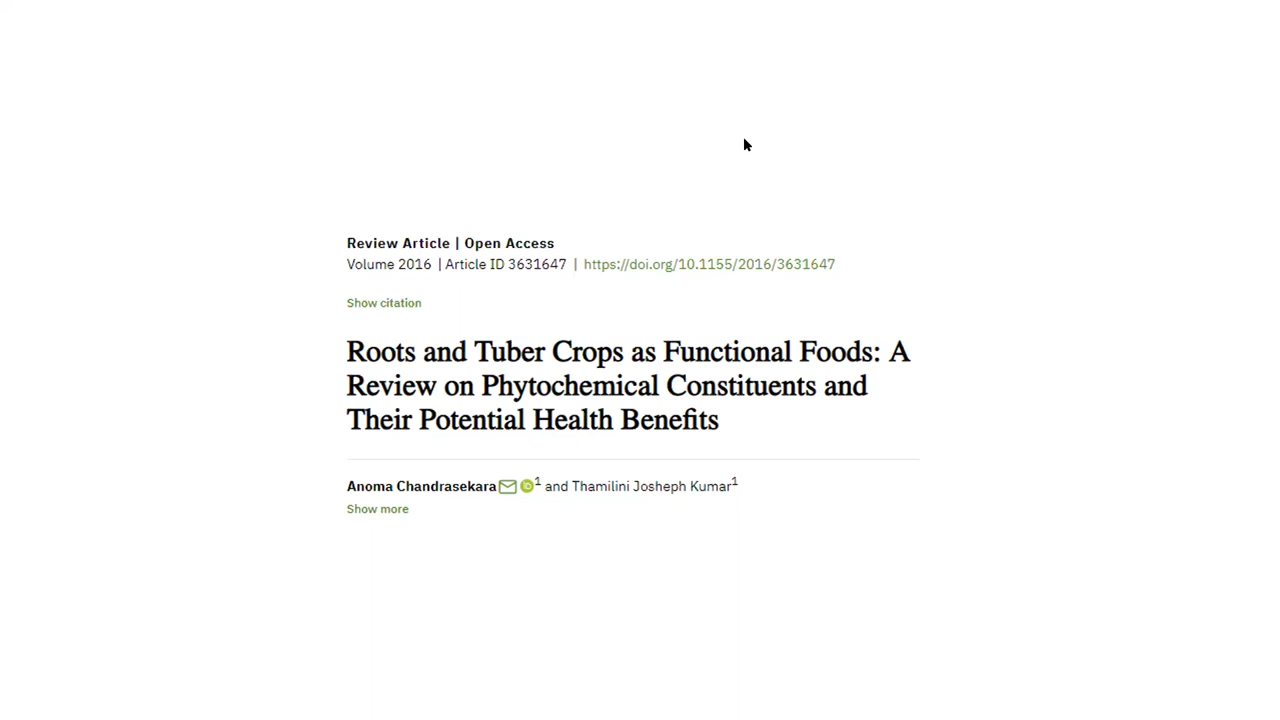 Review Article | Open Access
Volume 2016 | Article ID 3631647 | https://doi.org/10.1155/2016/3631647
Show citation
Roots and Tuber Crops as Functional Foods: A
Review on Phytochemical Constituents and
Their Potential Health Benefits
Anoma Chandrasekara iD 1 and Thamilini Josheph Kumar1
Show more